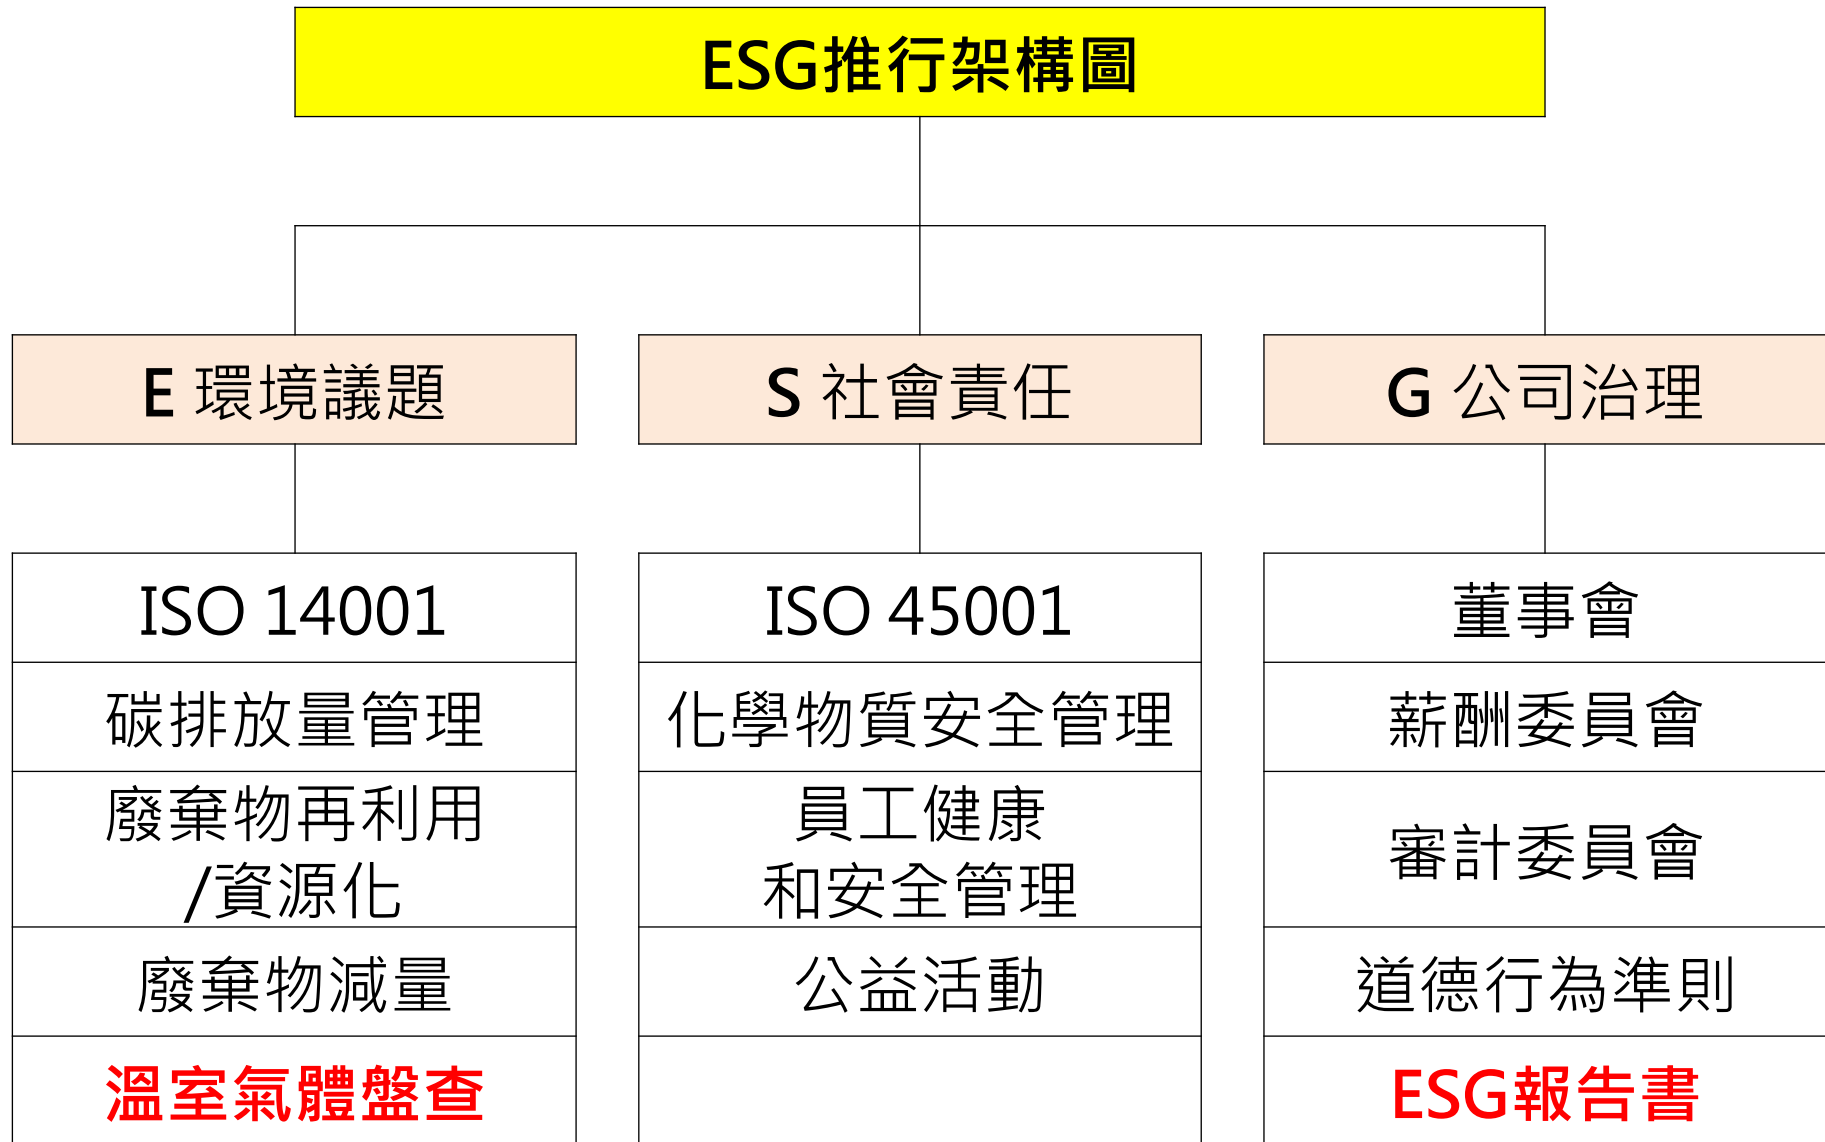 ESG推行架構圖
E 環境議題
S 社會責任
G 公司治理
ISO 14001
ISO 45001
董事會
碳排放量管理
化學物質安全管理
薪酬委員會
廢棄物再利用
/資源化
員工健康
和安全管理
審計委員會
廢棄物減量
公益活動
道德行為準則
溫室氣體盤查
ESG報告書